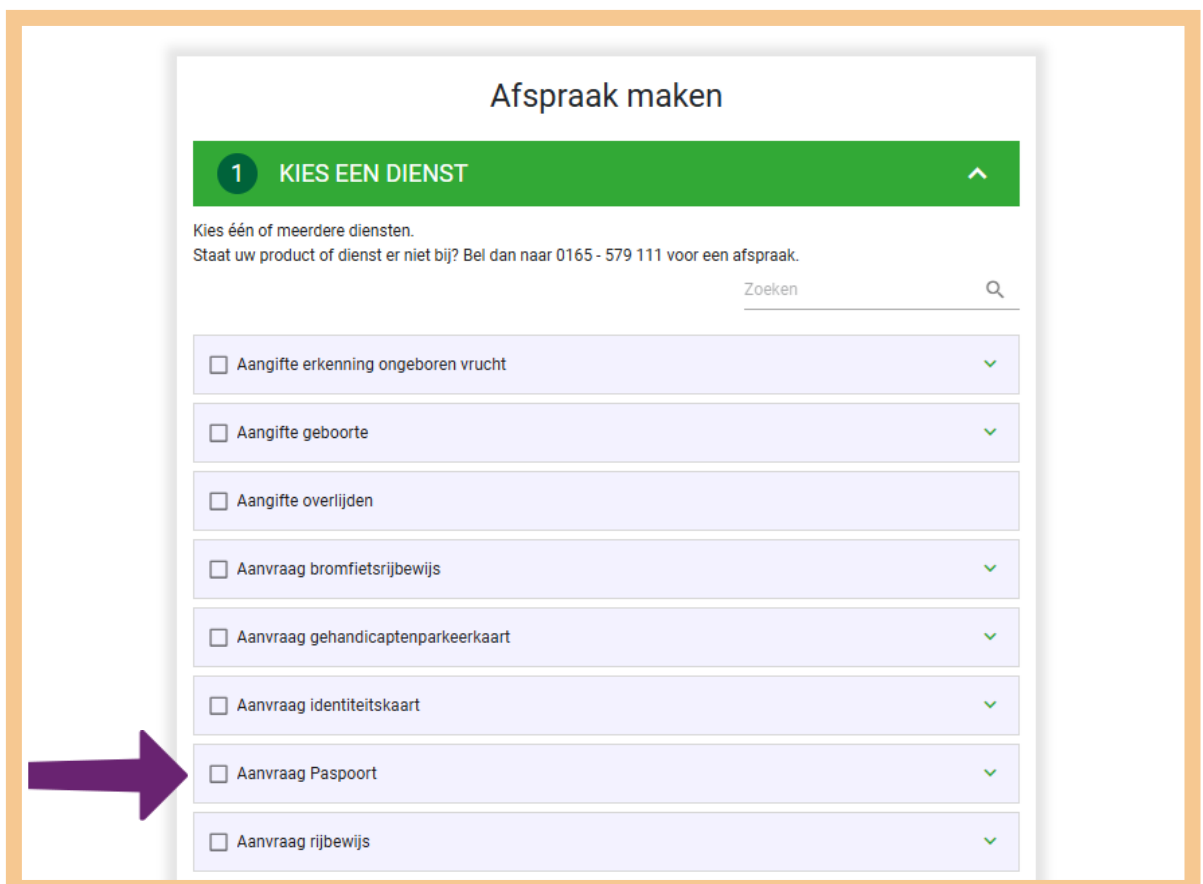 Afspraak maken
1 KIES EEN DIENST
Kies één of meerdere diensten.
Staat uw product of dienst er niet bij? Bel dan naar 0165 - 579 111 voor een afspraak.
Zoeken
Aangifte erkenning ongeboren vrucht
Aangifte geboorte
Aangifte overlijden
Aanvraag bromfietsrijbewijs
Aanvraag gehandicaptenparkeerkaart
Aanvraag identiteitskaart
Aanvraag Paspoort
Aanvraag rijbewijs